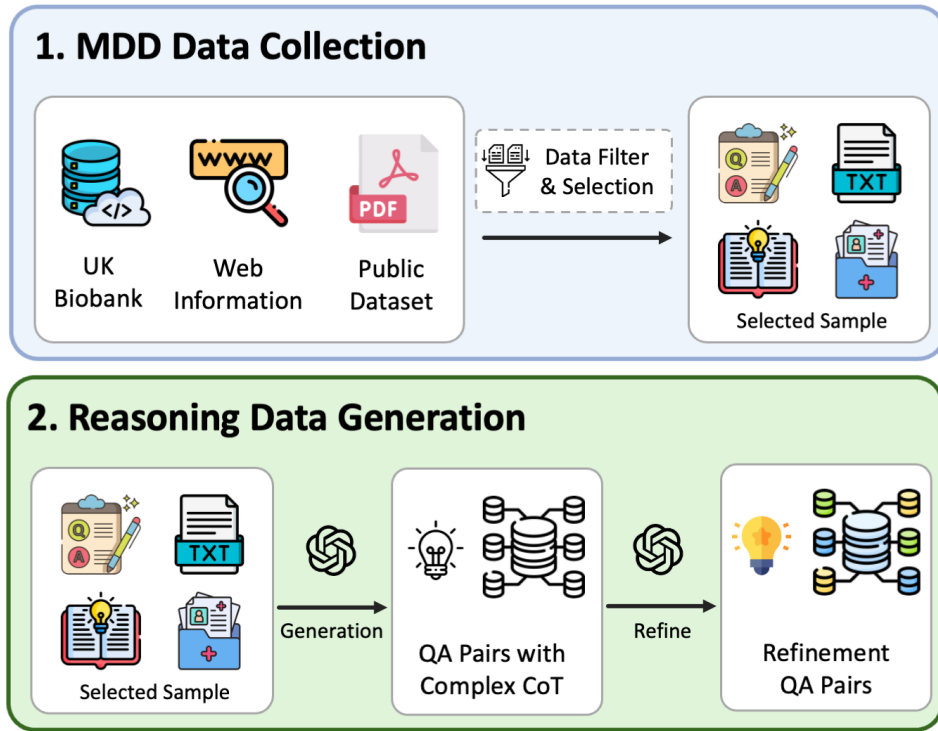 1. MDD Data Collection
UK
Biobank
WWW
Web
Information
PDF
Public
Dataset
Data Filter
& Selection
Q
A
TXT
Selected Sample
2. Reasoning Data Generation
Q
A
TXT
Selected Sample
Generation
QA Pairs with
Complex CoT
Refine
Refinement
QA Pairs